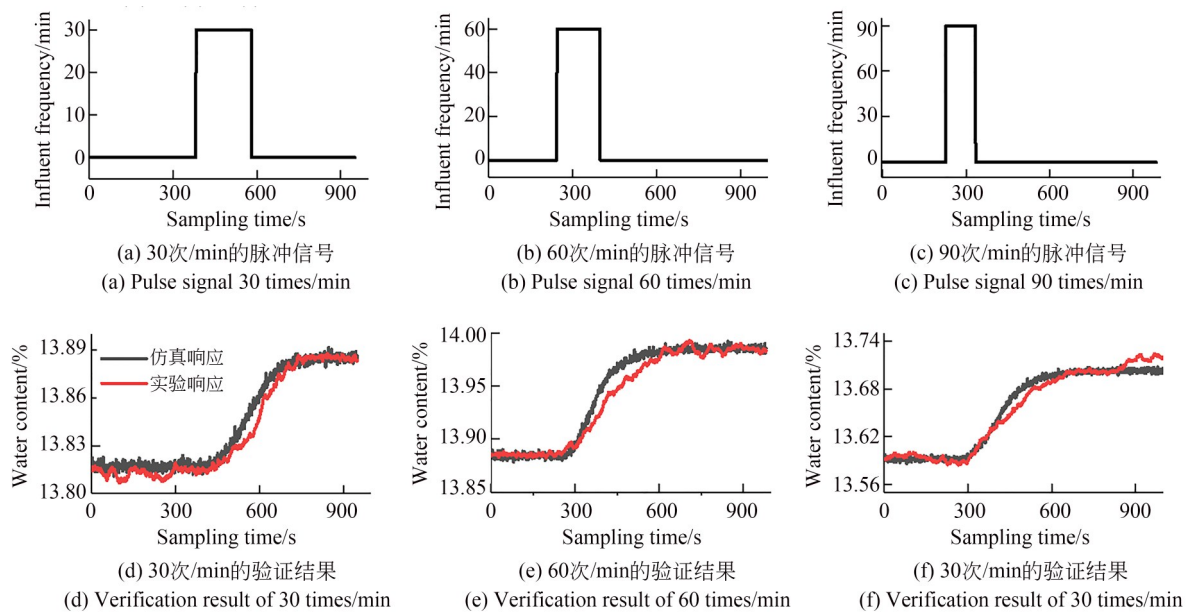 Influent frequency/min
30
20
10
0
0 300 600 900
Sampling time/s
(a) 30次/min的脉冲信号
(a) Pulse signal 30 times/min
Influent frequency/min
60
40
20
0
0 300 600 900
Sampling time/s
(b) 60次/min的脉冲信号
(b) Pulse signal 60 times/min
Influent frequency/min
90
60
30
0
0 300 600 900
Sampling time/s
(c) 90次/min的脉冲信号
(c) Pulse signal 90 times/min
Water content/%
13.89
13.86
13.83
13.80
仿真响应
实验响应
0 300 600 900
Sampling time/s
(d) 30次/min的验证结果
(d) Verification result of 30 times/min
Water content/%
14.00
13.95
13.90
13.85
0 300 600 900
Sampling time/s
(e) 60次/min的验证结果
(e) Verification result of 60 times/min
Water content/%
13.74
13.68
13.62
13.56
0 300 600 900
Sampling time/s
(f) 30次/min的验证结果
(f) Verification result of 30 times/min